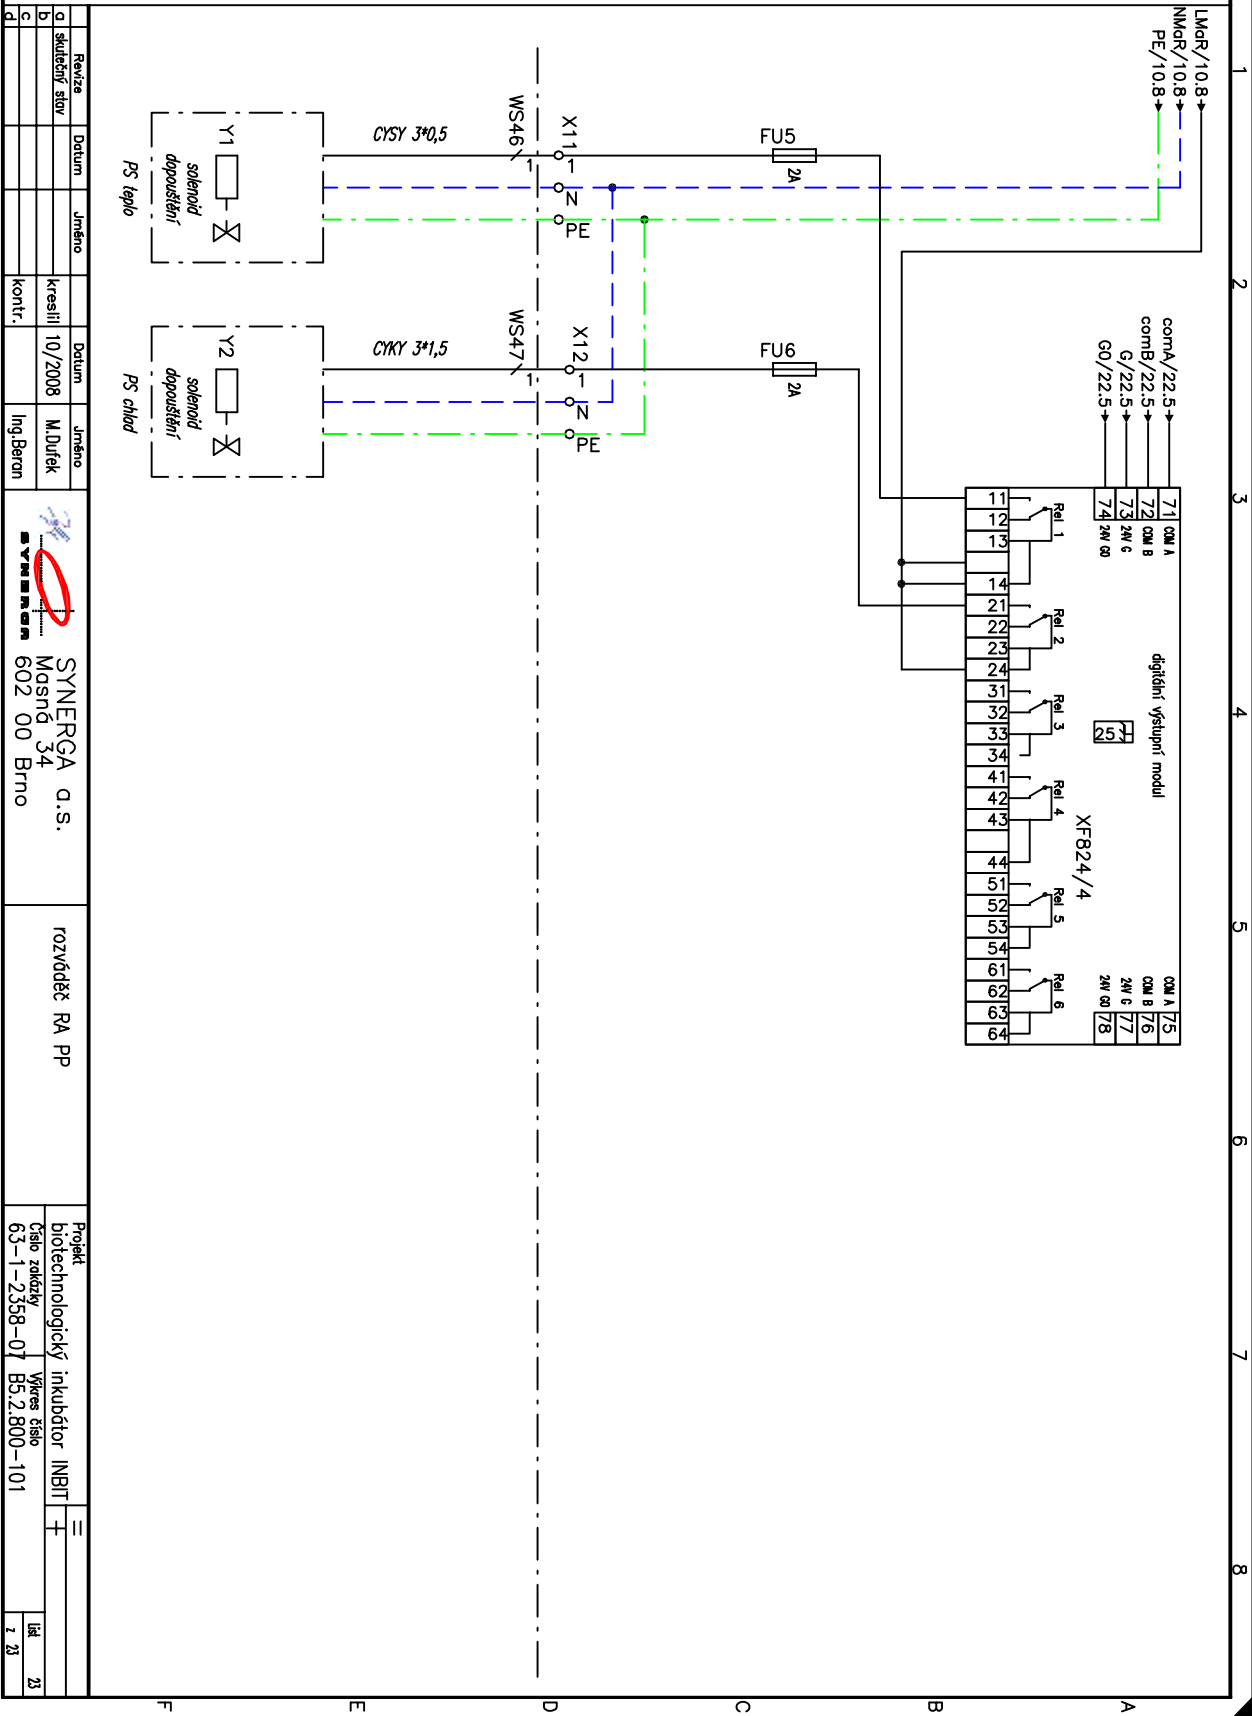 1
2
3
4
5
6
7
8
A
B
C
D
E
F
LMaR/10.8
NMaR/10.8
PE/10.8
comA/22.5
comB/22.5
G/22.5
G0/22.5
71 COM A
72 COM B
73 24V G
74 24V G0
digitální výstupní modul
25
XF824/4
COM A 75
COM B 76
24V G 77
24V G0 78
Rel 1
Rel 2
Rel 3
Rel 4
Rel 5
Rel 6
11
12
13
14
21
22
23
24
31
32
33
34
41
42
43
44
51
52
53
54
61
62
63
64
FU5
2A
FU6
2A
X11
1
N
PE
X12
1
N
PE
WS46
1
WS47
1
CYSY 3*0,5
CYKY 3*1,5
Y1
solenoid
dopouštění
PS teplo
Y2
solenoid
dopouštění
PS chlad
Revize
Datum
Jméno
Datum
Jméno
a skutečný stav
b
c
d
kreslil 10/2008 M.Dufek
kontr. Ing.Beran
SYNERGA
SYNERGA a.s.
Masná 34
602 00 Brno
rozváděč RA PP
Projekt
biotechnologický inkubátor INBIT
Číslo zakázky
63-1-2358-07
Výkres číslo
B5.2.800-101
=
+
List 23
z 23